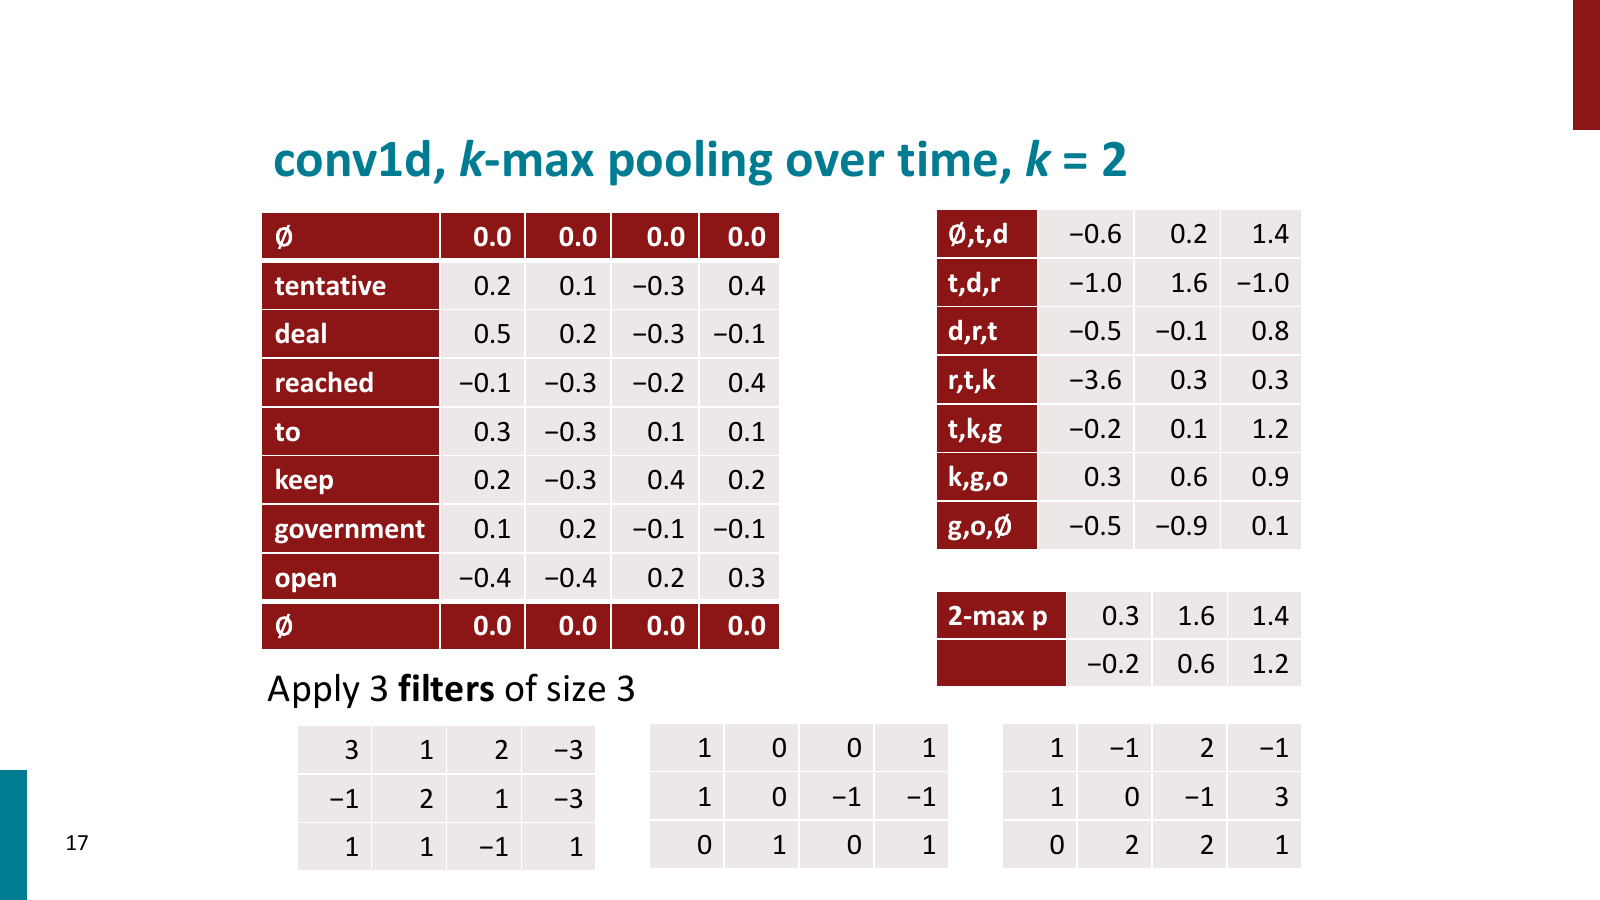 conv1d, k-max pooling over time, k = 2
Ø 0.0 0.0 0.0 0.0
tentative 0.2 0.1 −0.3 0.4
deal 0.5 0.2 −0.3 −0.1
reached −0.1 −0.3 −0.2 0.4
to 0.3 −0.3 0.1 0.1
keep 0.2 −0.3 0.4 0.2
government 0.1 0.2 −0.1 −0.1
open −0.4 −0.4 0.2 0.3
Ø 0.0 0.0 0.0 0.0
Ø,t,d −0.6 0.2 1.4
t,d,r −1.0 1.6 −1.0
d,r,t −0.5 −0.1 0.8
r,t,k −3.6 0.3 0.3
t,k,g −0.2 0.1 1.2
k,g,o 0.3 0.6 0.9
g,o,Ø −0.5 −0.9 0.1
2-max p 0.3 1.6 1.4
−0.2 0.6 1.2
Apply 3 filters of size 3
3 1 2 −3
−1 2 1 −3
1 1 −1 1
1 0 0 1
1 0 −1 −1
0 1 0 1
1 −1 2 −1
1 0 −1 3
0 2 2 1
17